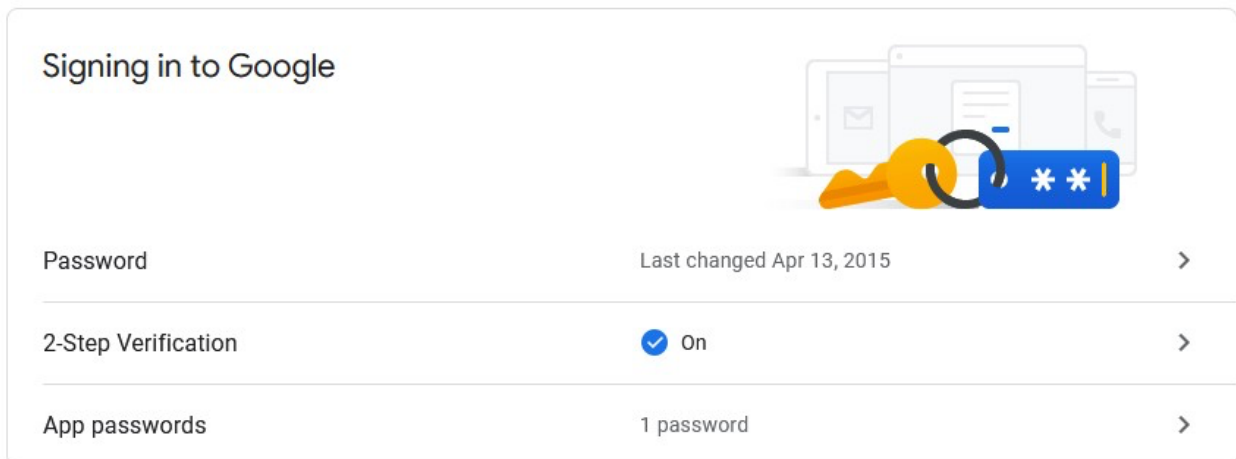 Signing in to Google
* *
Password Last changed Apr 13, 2015
2-Step Verification On
App passwords 1 password